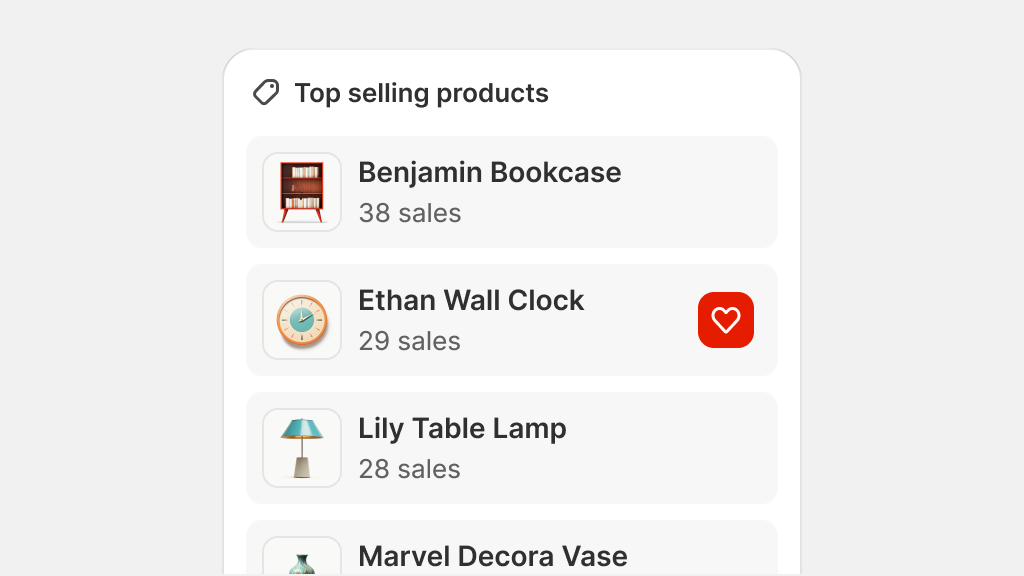 Top selling products
Benjamin Bookcase
38 sales
Ethan Wall Clock
29 sales
Lily Table Lamp
28 sales
Marvel Decora Vase